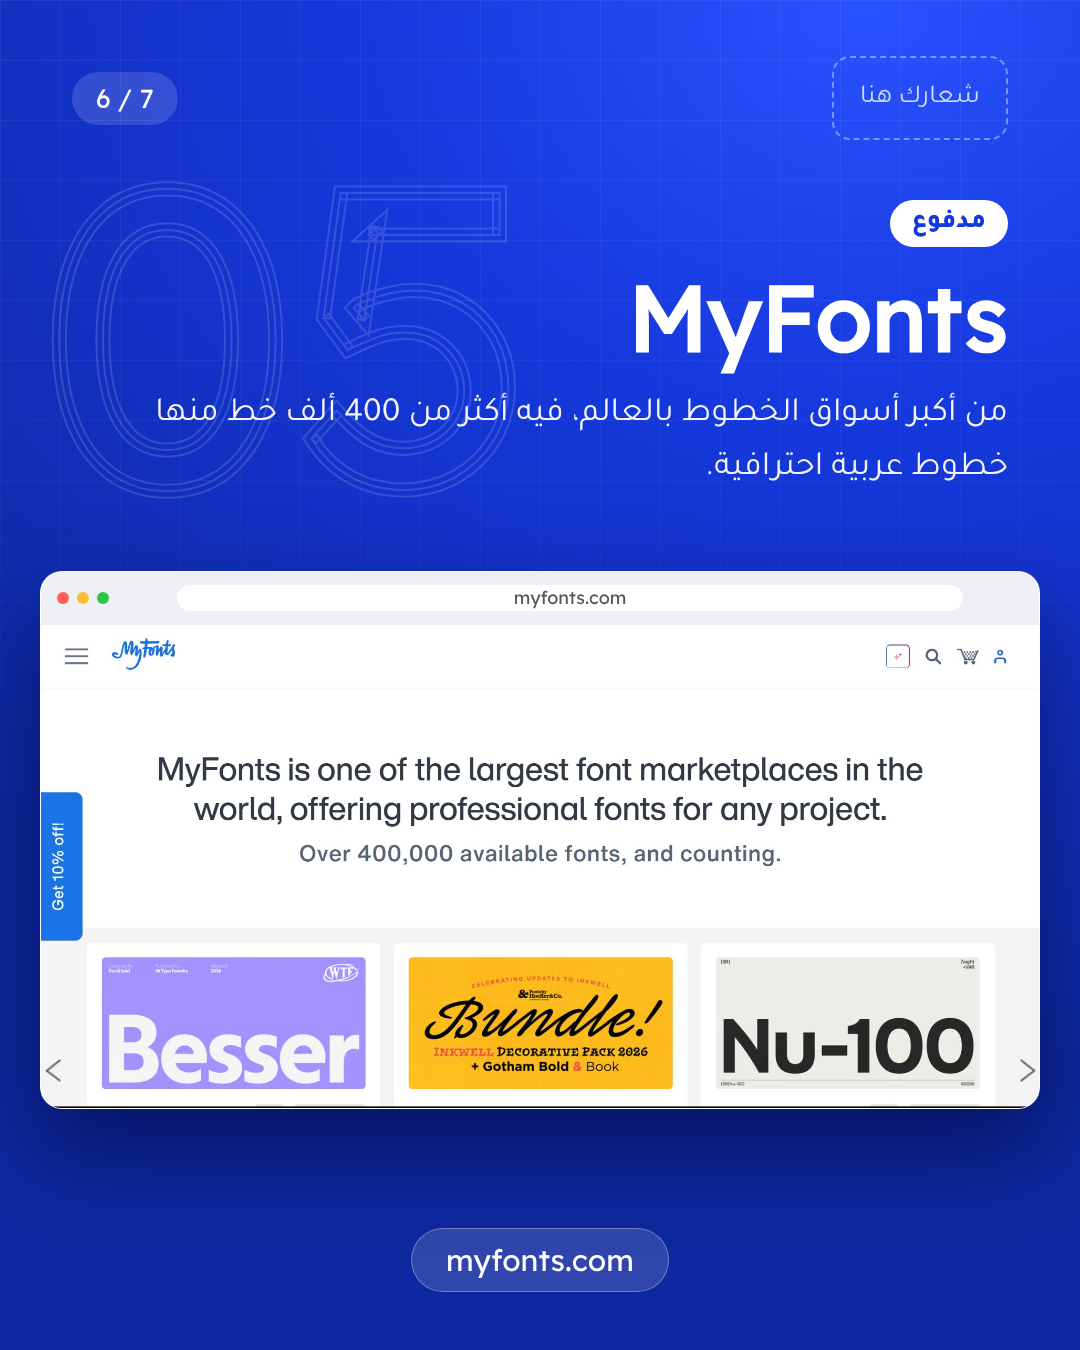 شعارك هنا
6 / 7
05
مدفوع
MyFonts
من أكبر أسواق الخطوط بالعالم، فيه أكثر من 400 ألف خط منها
خطوط عربية احترافية.
myfonts.com
MyFonts
MyFonts is one of the largest font marketplaces in the
world, offering professional fonts for any project.
Over 400,000 available fonts, and counting.
Get 10% off!
WTF
Besser
CELEBRATING UPDATES TO INKWELL
Bundle!
INKWELL DECORATIVE PACK 2026
+ Gotham Bold & Book
Nu-100
©2026
myfonts.com